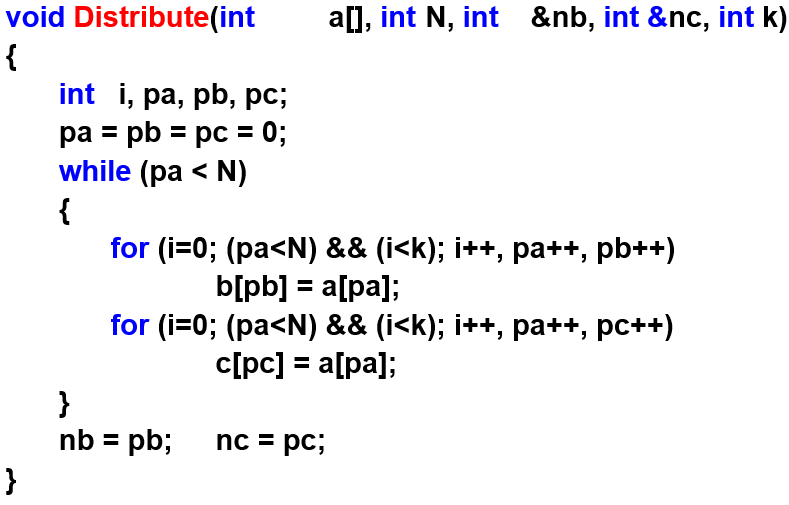 void Distribute(int a[], int N, int &nb, int &nc, int k)
{
int i, pa, pb, pc;
pa = pb = pc = 0;
while (pa < N)
{
for (i=0; (pa<N) && (i<k); i++, pa++, pb++)
b[pb] = a[pa];
for (i=0; (pa<N) && (i<k); i++, pa++, pc++)
c[pc] = a[pa];
}
nb = pb; nc = pc;
}